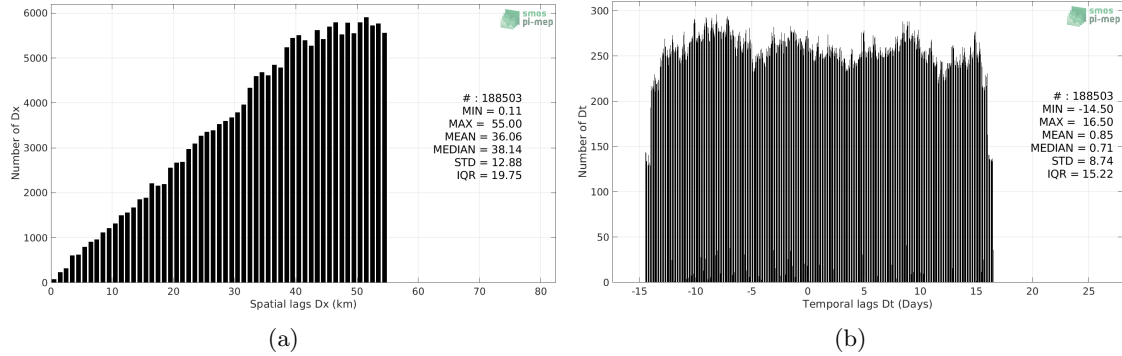 6000
5000
4000
3000
2000
1000
0
Number of Dx
0 10 20 30 40 50 60 70 80
Spatial lags Dx (km)
smos
pi-mep
# : 188503
MIN = 0.11
MAX = 55.00
MEAN = 36.06
MEDIAN = 38.14
STD = 12.88
IQR = 19.75
(a)
300
250
200
150
100
50
0
Number of Dt
-15 -10 -5 0 5 10 15 20 25
Temporal lags Dt (Days)
smos
pi-mep
# : 188503
MIN = -14.50
MAX = 16.50
MEAN = 0.85
MEDIAN = 0.71
STD = 8.74
IQR = 15.22
(b)